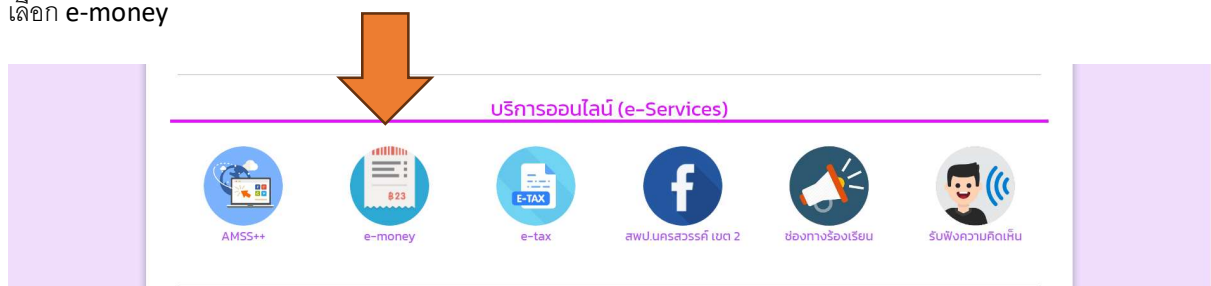 เลือก e-money
บริการออนไลน์ (e-Services)
฿23
E-TAX
AMSS++
e-money
e-tax
สพป.นครสวรรค์ เขต 2
ช่องทางร้องเรียน
รับฟังความคิดเห็น